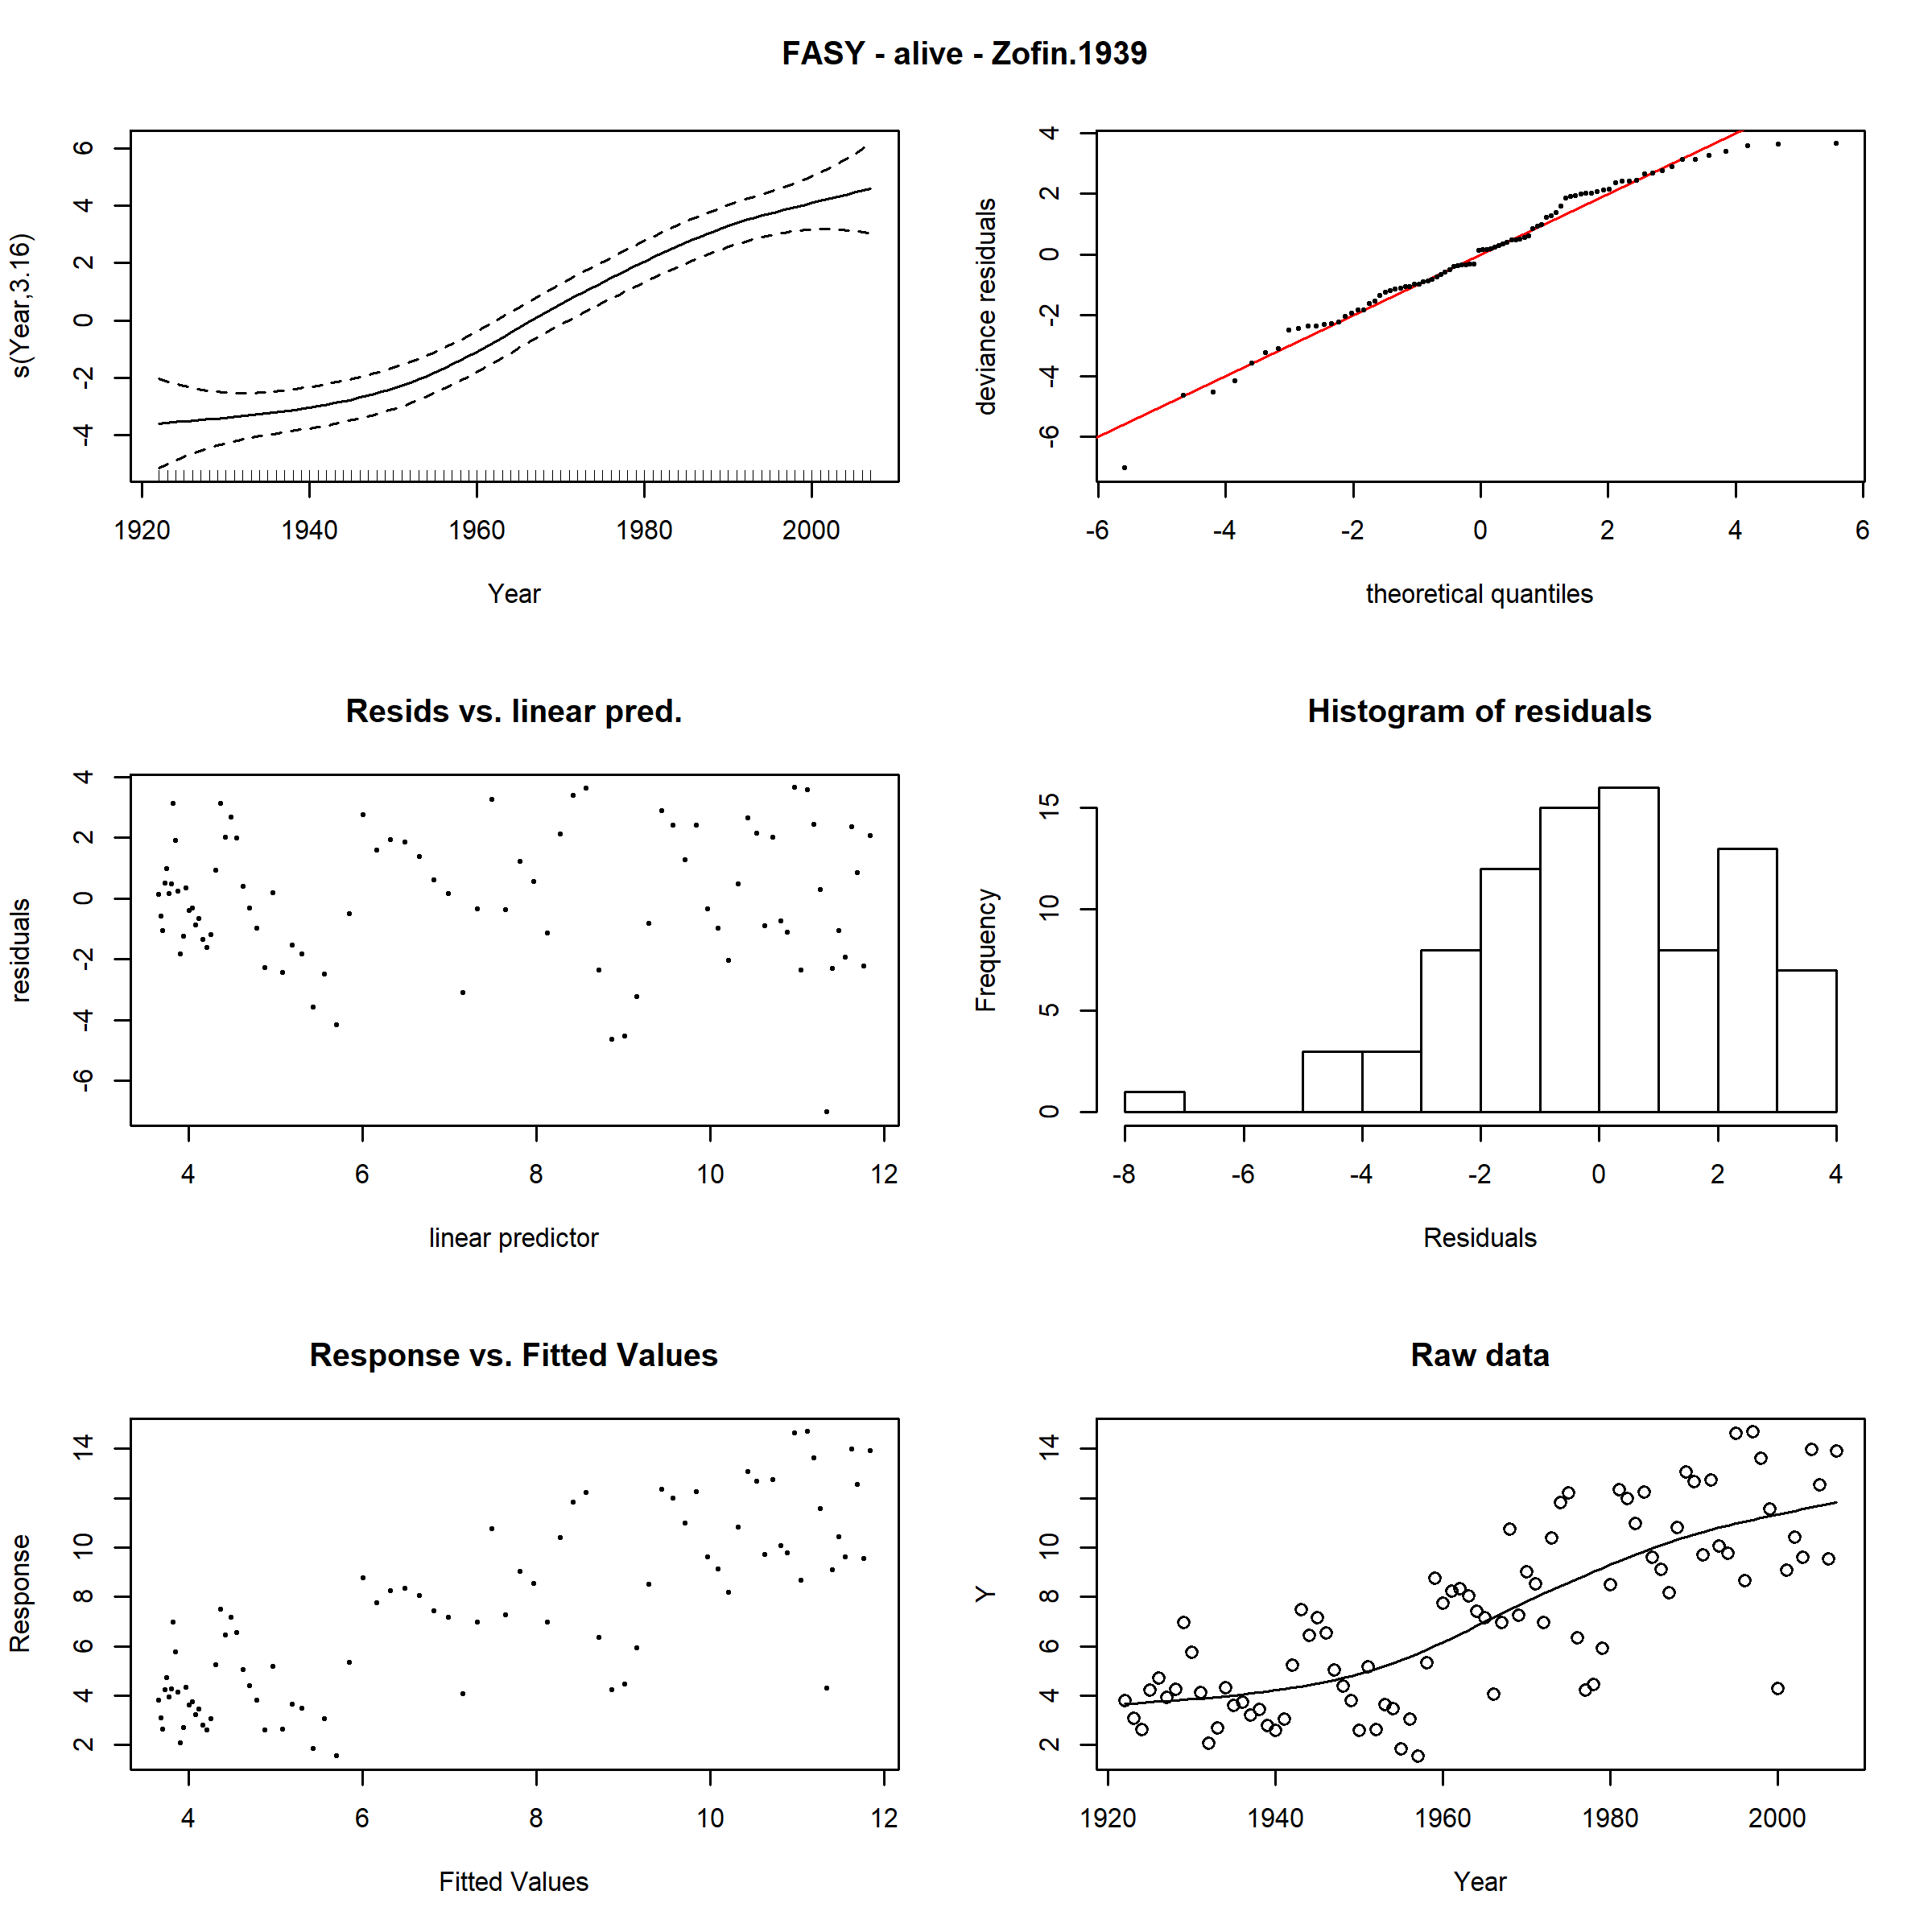 FASY - alive - Zofin.1939
s(Year,3.16)
6
4
2
0
-2
-4
1920 1940 1960 1980 2000
Year
deviance residuals
4
2
0
-2
-4
-6
-6 -4 -2 0 2 4 6
theoretical quantiles
Resids vs. linear pred.
residuals
4
2
0
-2
-4
-6
4 6 8 10 12
linear predictor
Histogram of residuals
Frequency
15
10
5
0
-8 -6 -4 -2 0 2 4
Residuals
Response vs. Fitted Values
Response
14
10
8
6
4
2
4 6 8 10 12
Fitted Values
Raw data
Y
14
10
8
6
4
2
1920 1940 1960 1980 2000
Year